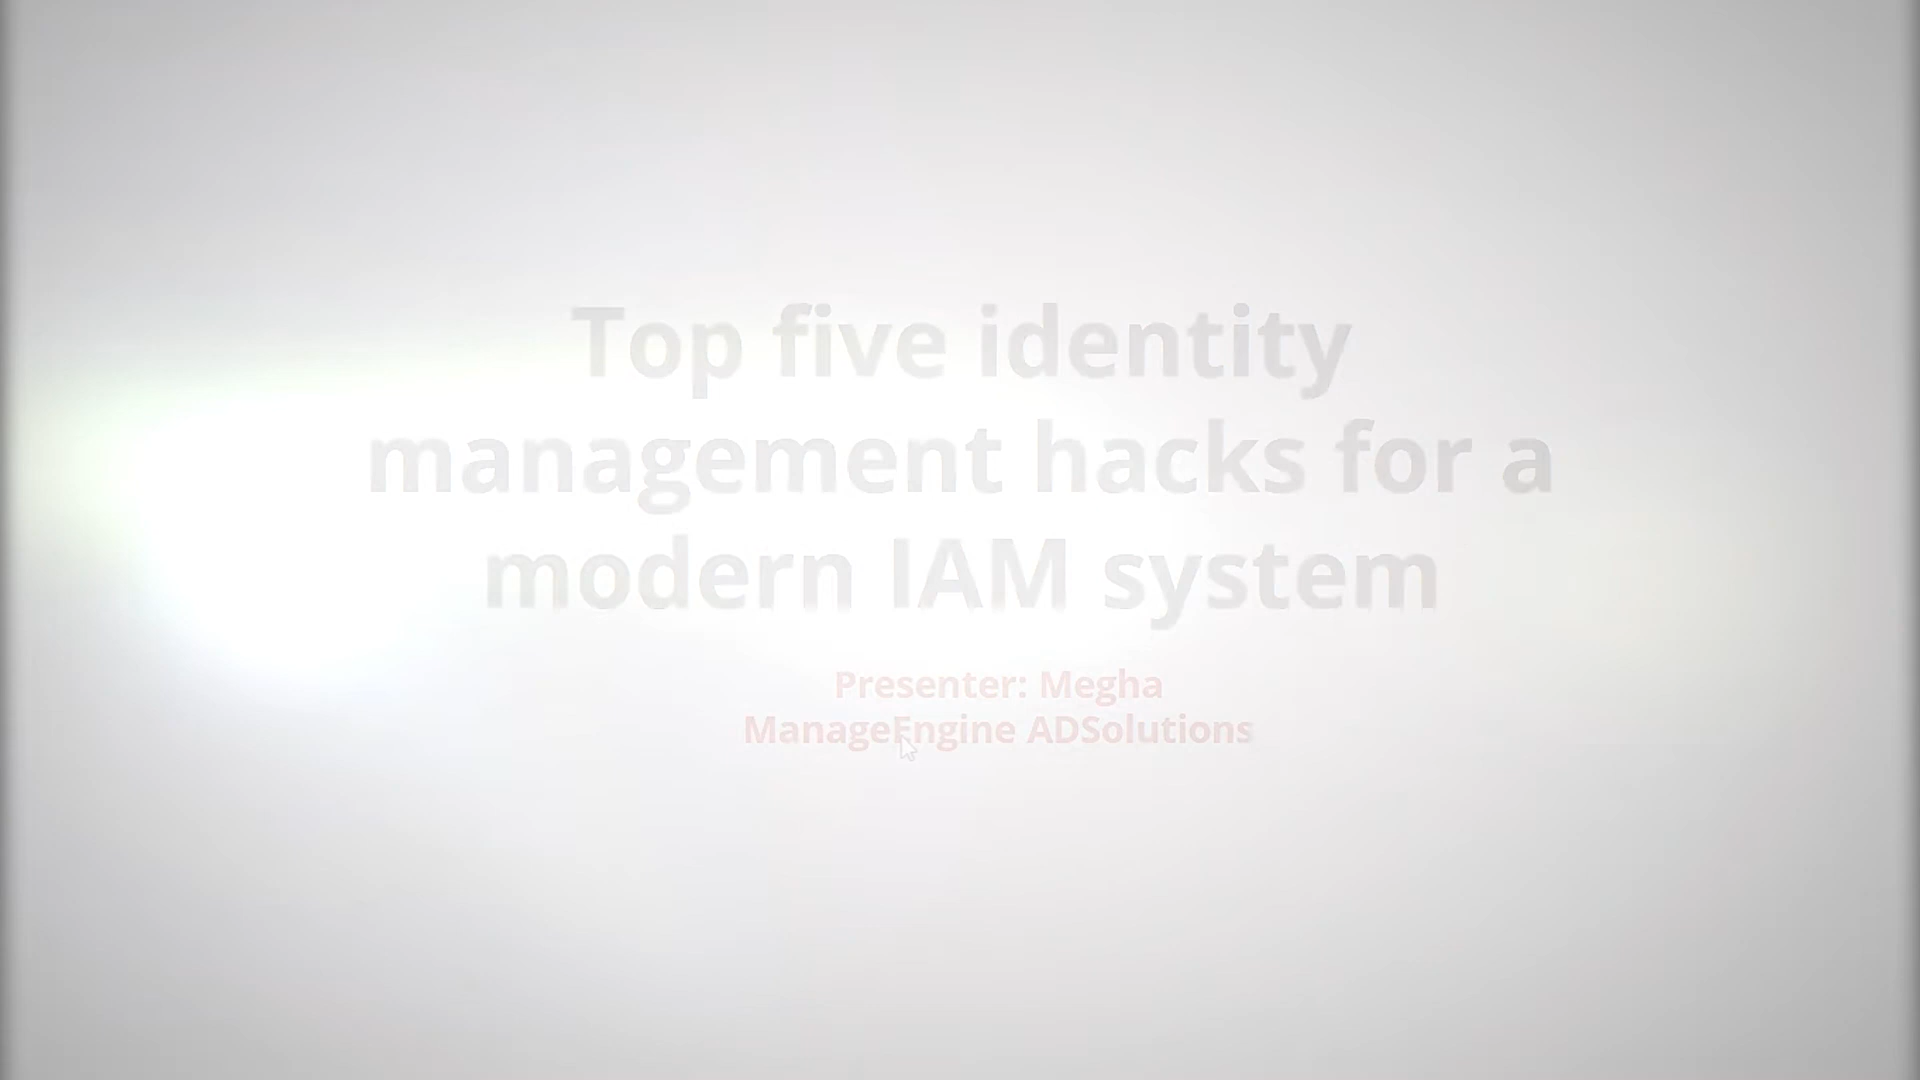 Top five identity
management hacks for a
modern IAM system
Presenter: Megha
ManageEngine ADSolutions